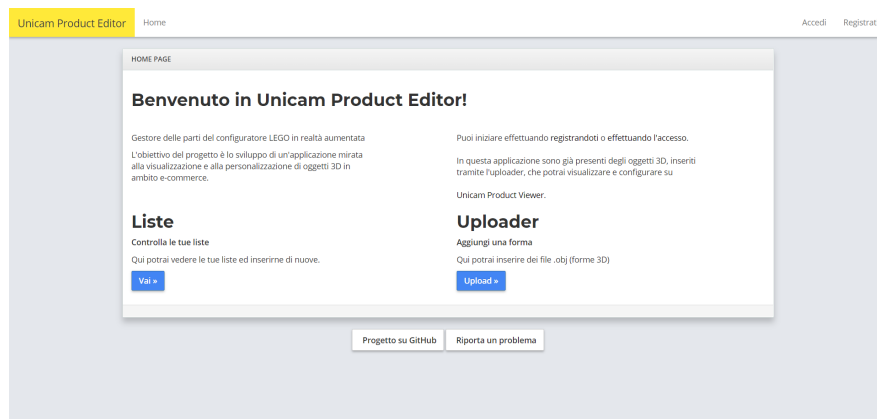 Unicam Product Editor Home Accedi Registrat
HOME PAGE
Benvenuto in Unicam Product Editor!
Gestore delle parti del configuratore LEGO in realtà aumentata
L'obiettivo del progetto è lo sviluppo di un'applicazione mirata
alla visualizzazione e alla personalizzazione di oggetti 3D in
ambito e-commerce.
Puoi iniziare effettuando registrandoti o effettuando l'accesso.
In questa applicazione sono già presenti degli oggetti 3D, inseriti
tramite l'uploader, che potrai visualizzare e configurare su
Unicam Product Viewer.
Liste
Controlla le tue liste
Qui potrai vedere le tue liste ed inserirne di nuove.
Vai »
Uploader
Aggiungi una forma
Qui potrai inserire dei file .obj (forme 3D)
Upload »
Progetto su GitHub Riporta un problema